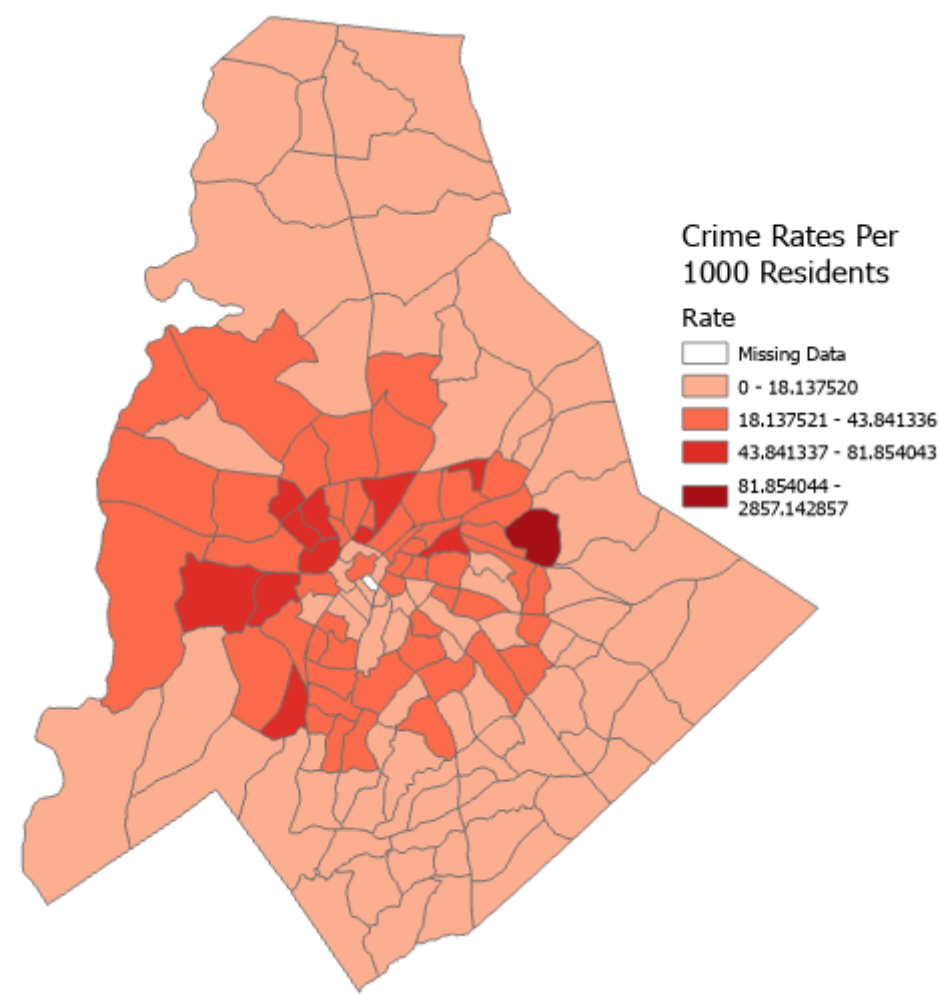 Crime Rates Per
1000 Residents
Rate
Missing Data
0 - 18.137520
18.137521 - 43.841336
43.841337 - 81.854043
81.854044 -
2857.142857